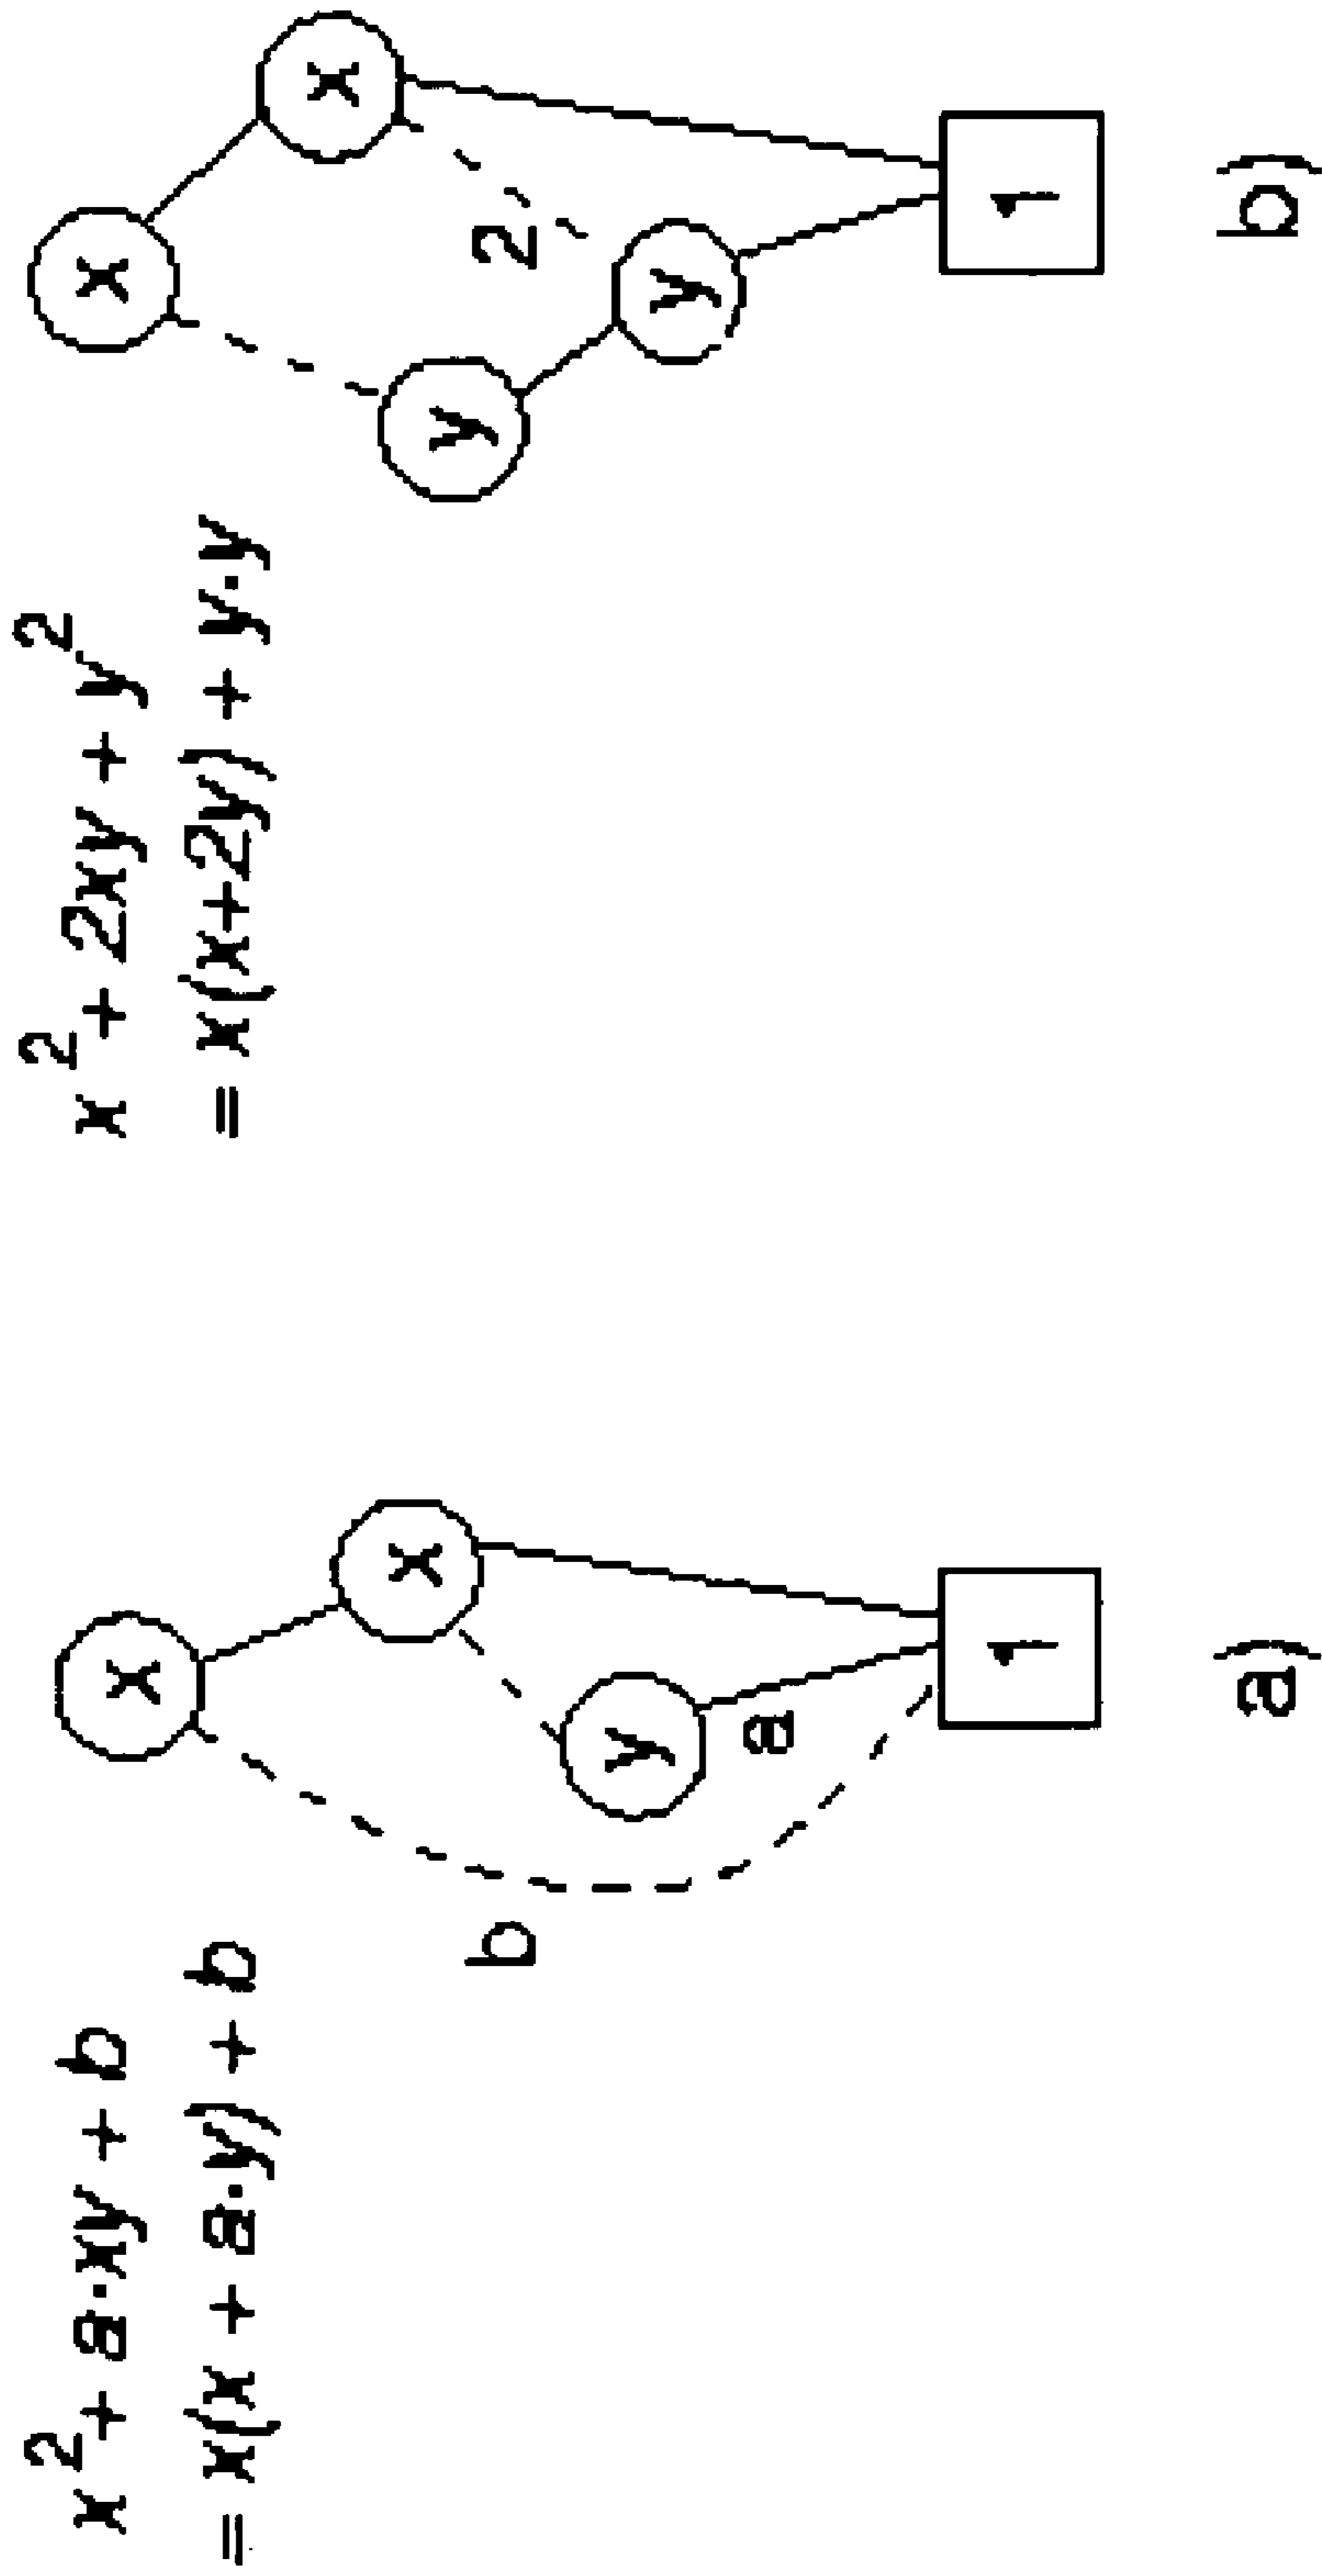 x² + a·xy + b
= x(x + a·y) + b
x
x
y
b
a
1
a)
x² + 2xy + y²
= x(x+2y) + y·y
x
x
y
y
2
1
b)